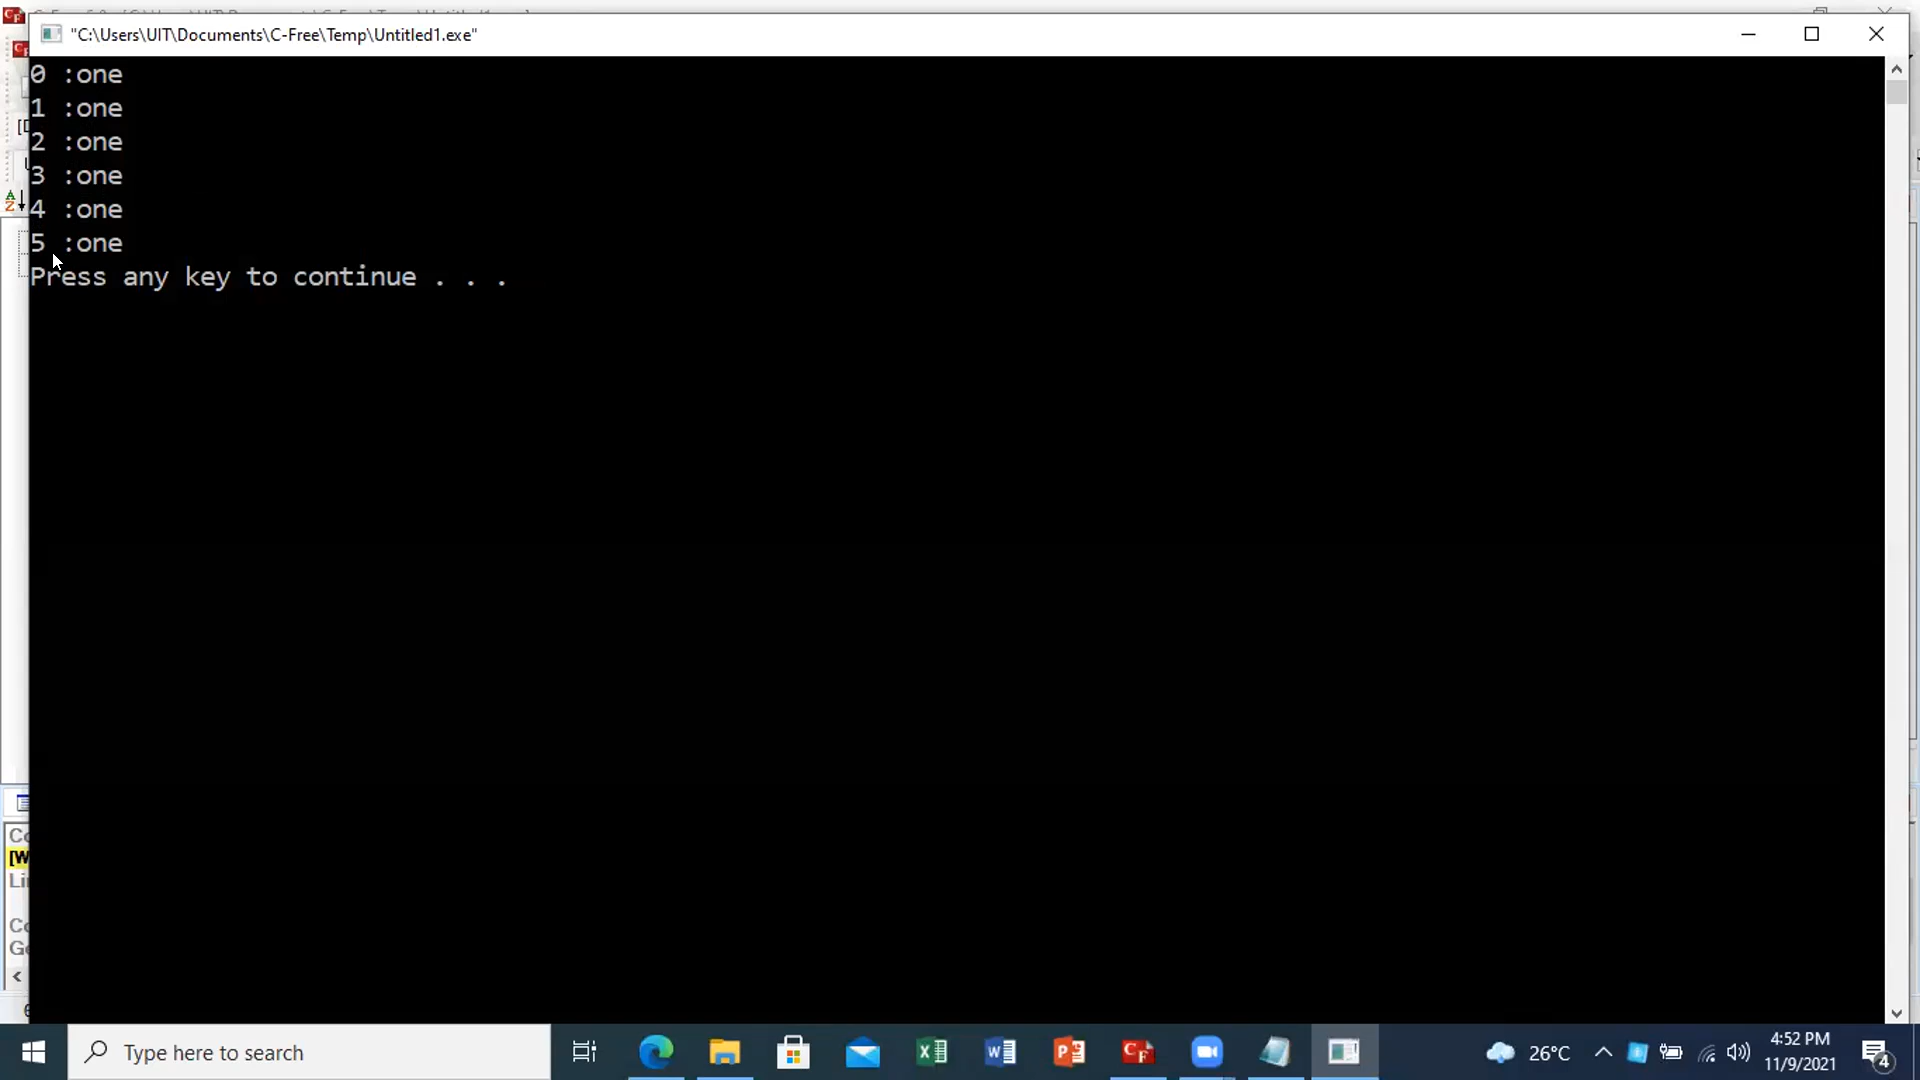 "C:\Users\UIT\Documents\C-Free\Temp\Untitled1.exe"
0 :one
1 :one
2 :one
3 :one
4 :one
5 :one
Press any key to continue . . .
Type here to search
26°C
4:52 PM
11/9/2021
4